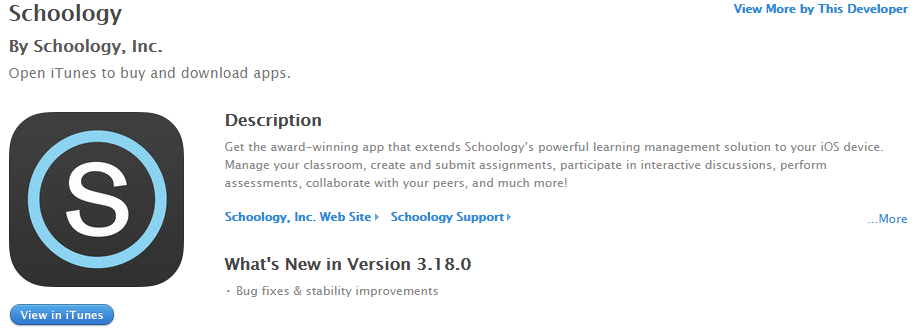 Schoology
View More by This Developer
By Schoology, Inc.
Open iTunes to buy and download apps.
S
Description
Get the award-winning app that extends Schoology's powerful learning management solution to your iOS device.
Manage your classroom, create and submit assignments, participate in interactive discussions, perform
assessments, collaborate with your peers, and much more!
Schoology, Inc. Web Site Schoology Support
...More
What's New in Version 3.18.0
• Bug fixes & stability improvements
View in iTunes